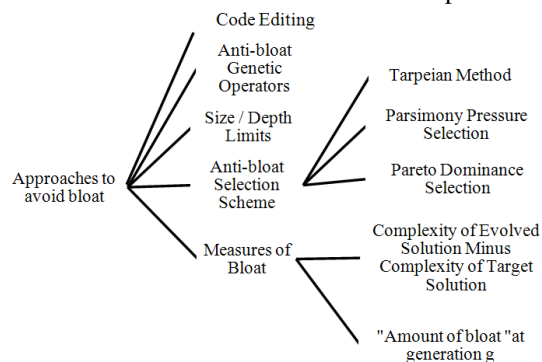 Code Editing
Anti-bloat
Genetic
Operators
Size / Depth
Limits
Anti-bloat
Selection
Scheme
Measures of
Bloat
Approaches to
avoid bloat
Tarpeian Method
Parsimony Pressure
Selection
Pareto Dominance
Selection
Complexity of Evolved
Solution Minus
Complexity of Target
Solution
"Amount of bloat "at
generation g